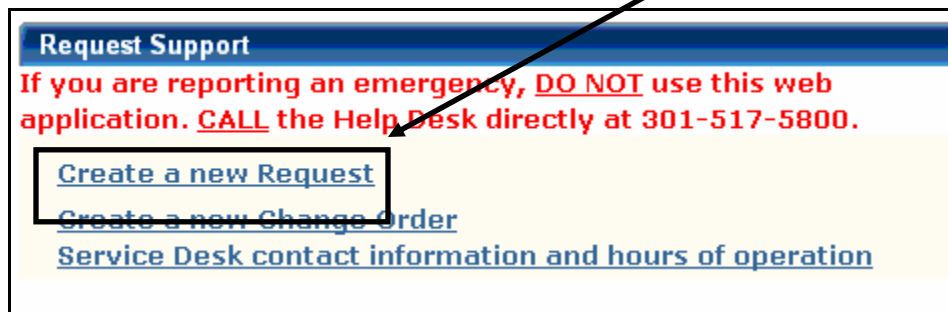 Request Support
If you are reporting an emergency, DO NOT use this web
application. CALL the Help Desk directly at 301-517-5800.
Create a new Request
Create a new Change Order
Service Desk contact information and hours of operation